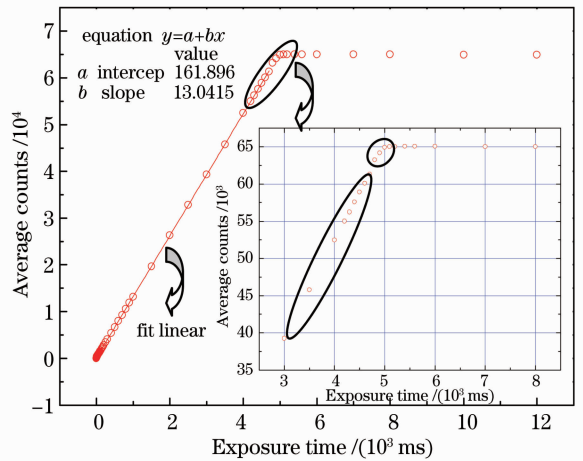 equation y=a+bx
value
a intercep 161.896
b slope 13.0415
fit linear
Average counts /10⁴
7
6
5
4
3
2
1
0
−1
0 2 4 6 8 10 12
Exposure time /(10³ ms)
Average counts /10³
70
65
60
55
50
45
40
35
3 4 5 6 7 8
Exposure time /(10³ ms)